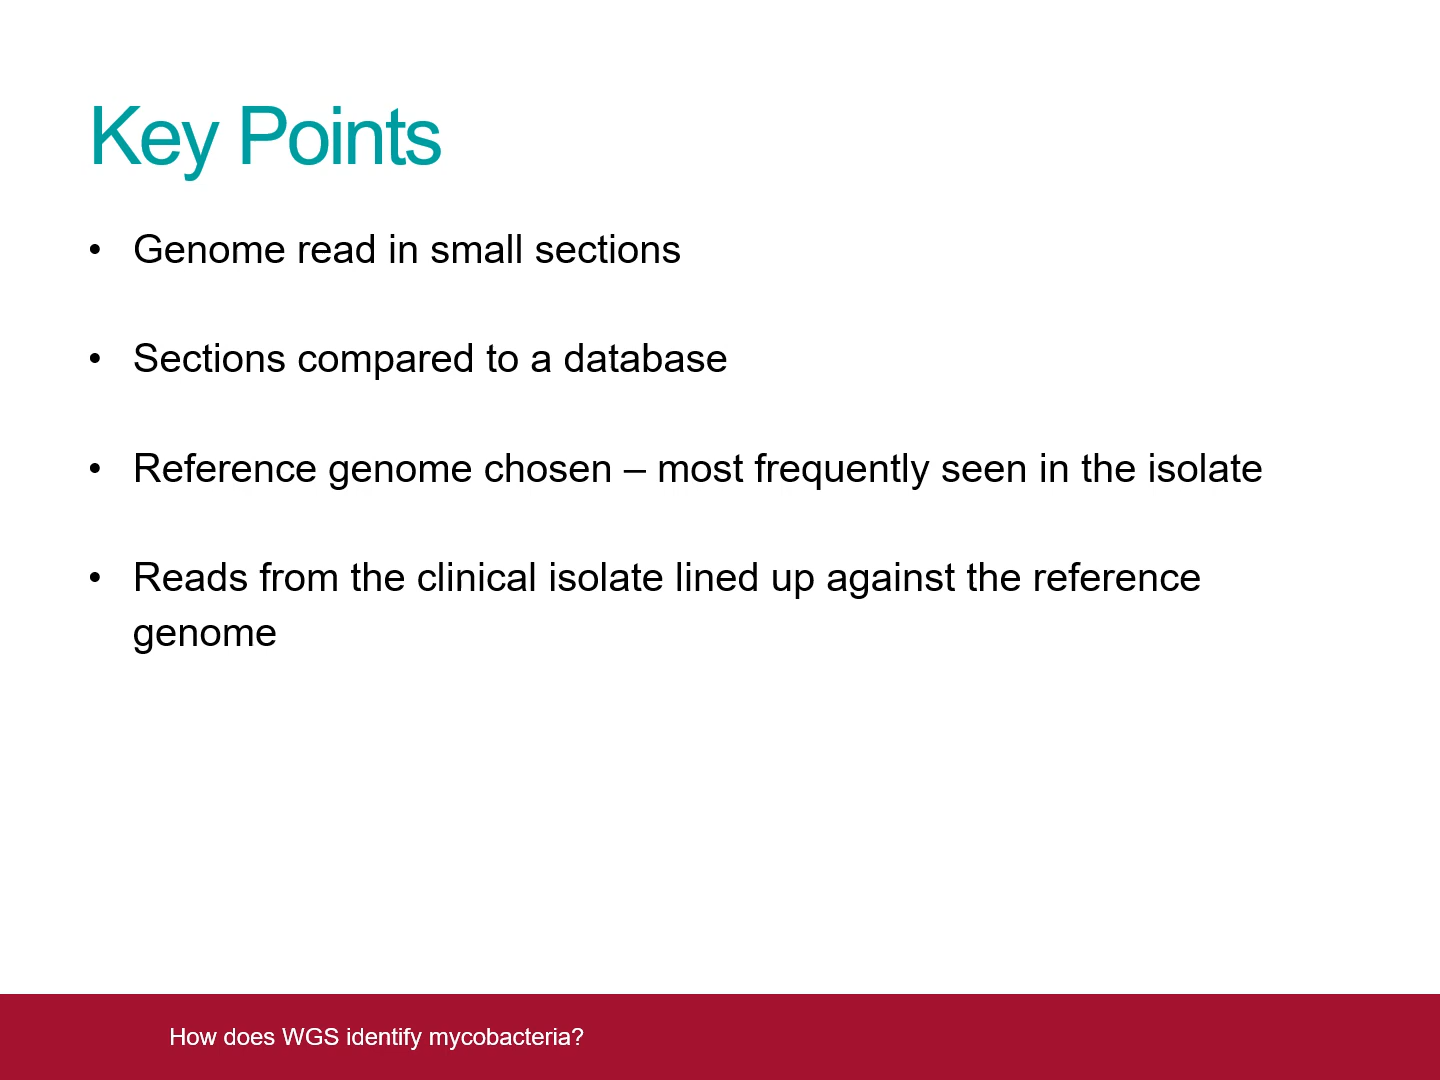 Key Points
• Genome read in small sections
• Sections compared to a database
• Reference genome chosen – most frequently seen in the isolate
• Reads from the clinical isolate lined up against the reference
genome
How does WGS identify mycobacteria?